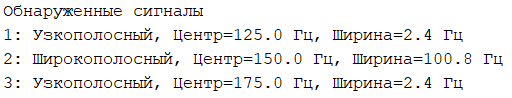 Обнаруженные сигналы
1: Узкополосный, Центр=125.0 Гц, Ширина=2.4 Гц
2: Широкополосный, Центр=150.0 Гц, Ширина=100.8 Гц
3: Узкополосный, Центр=175.0 Гц, Ширина=2.4 Гц